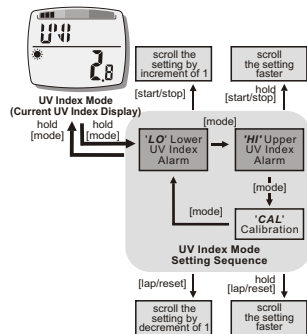 UVI
2.8
UV Index Mode
(Current UV Index Display)
hold
[mode]
hold
[mode]
scroll the
setting by
increment of 1
scroll
the setting
faster
[start/stop]
hold
[start/stop]
[mode]
'LO' Lower
UV Index
Alarm
'HI' Upper
UV Index
Alarm
[mode]
[mode]
'CAL'
Calibration
UV Index Mode
Setting Sequence
[lap/reset]
hold
[lap/reset]
scroll the
setting by
decrement of 1
scroll
the setting
faster